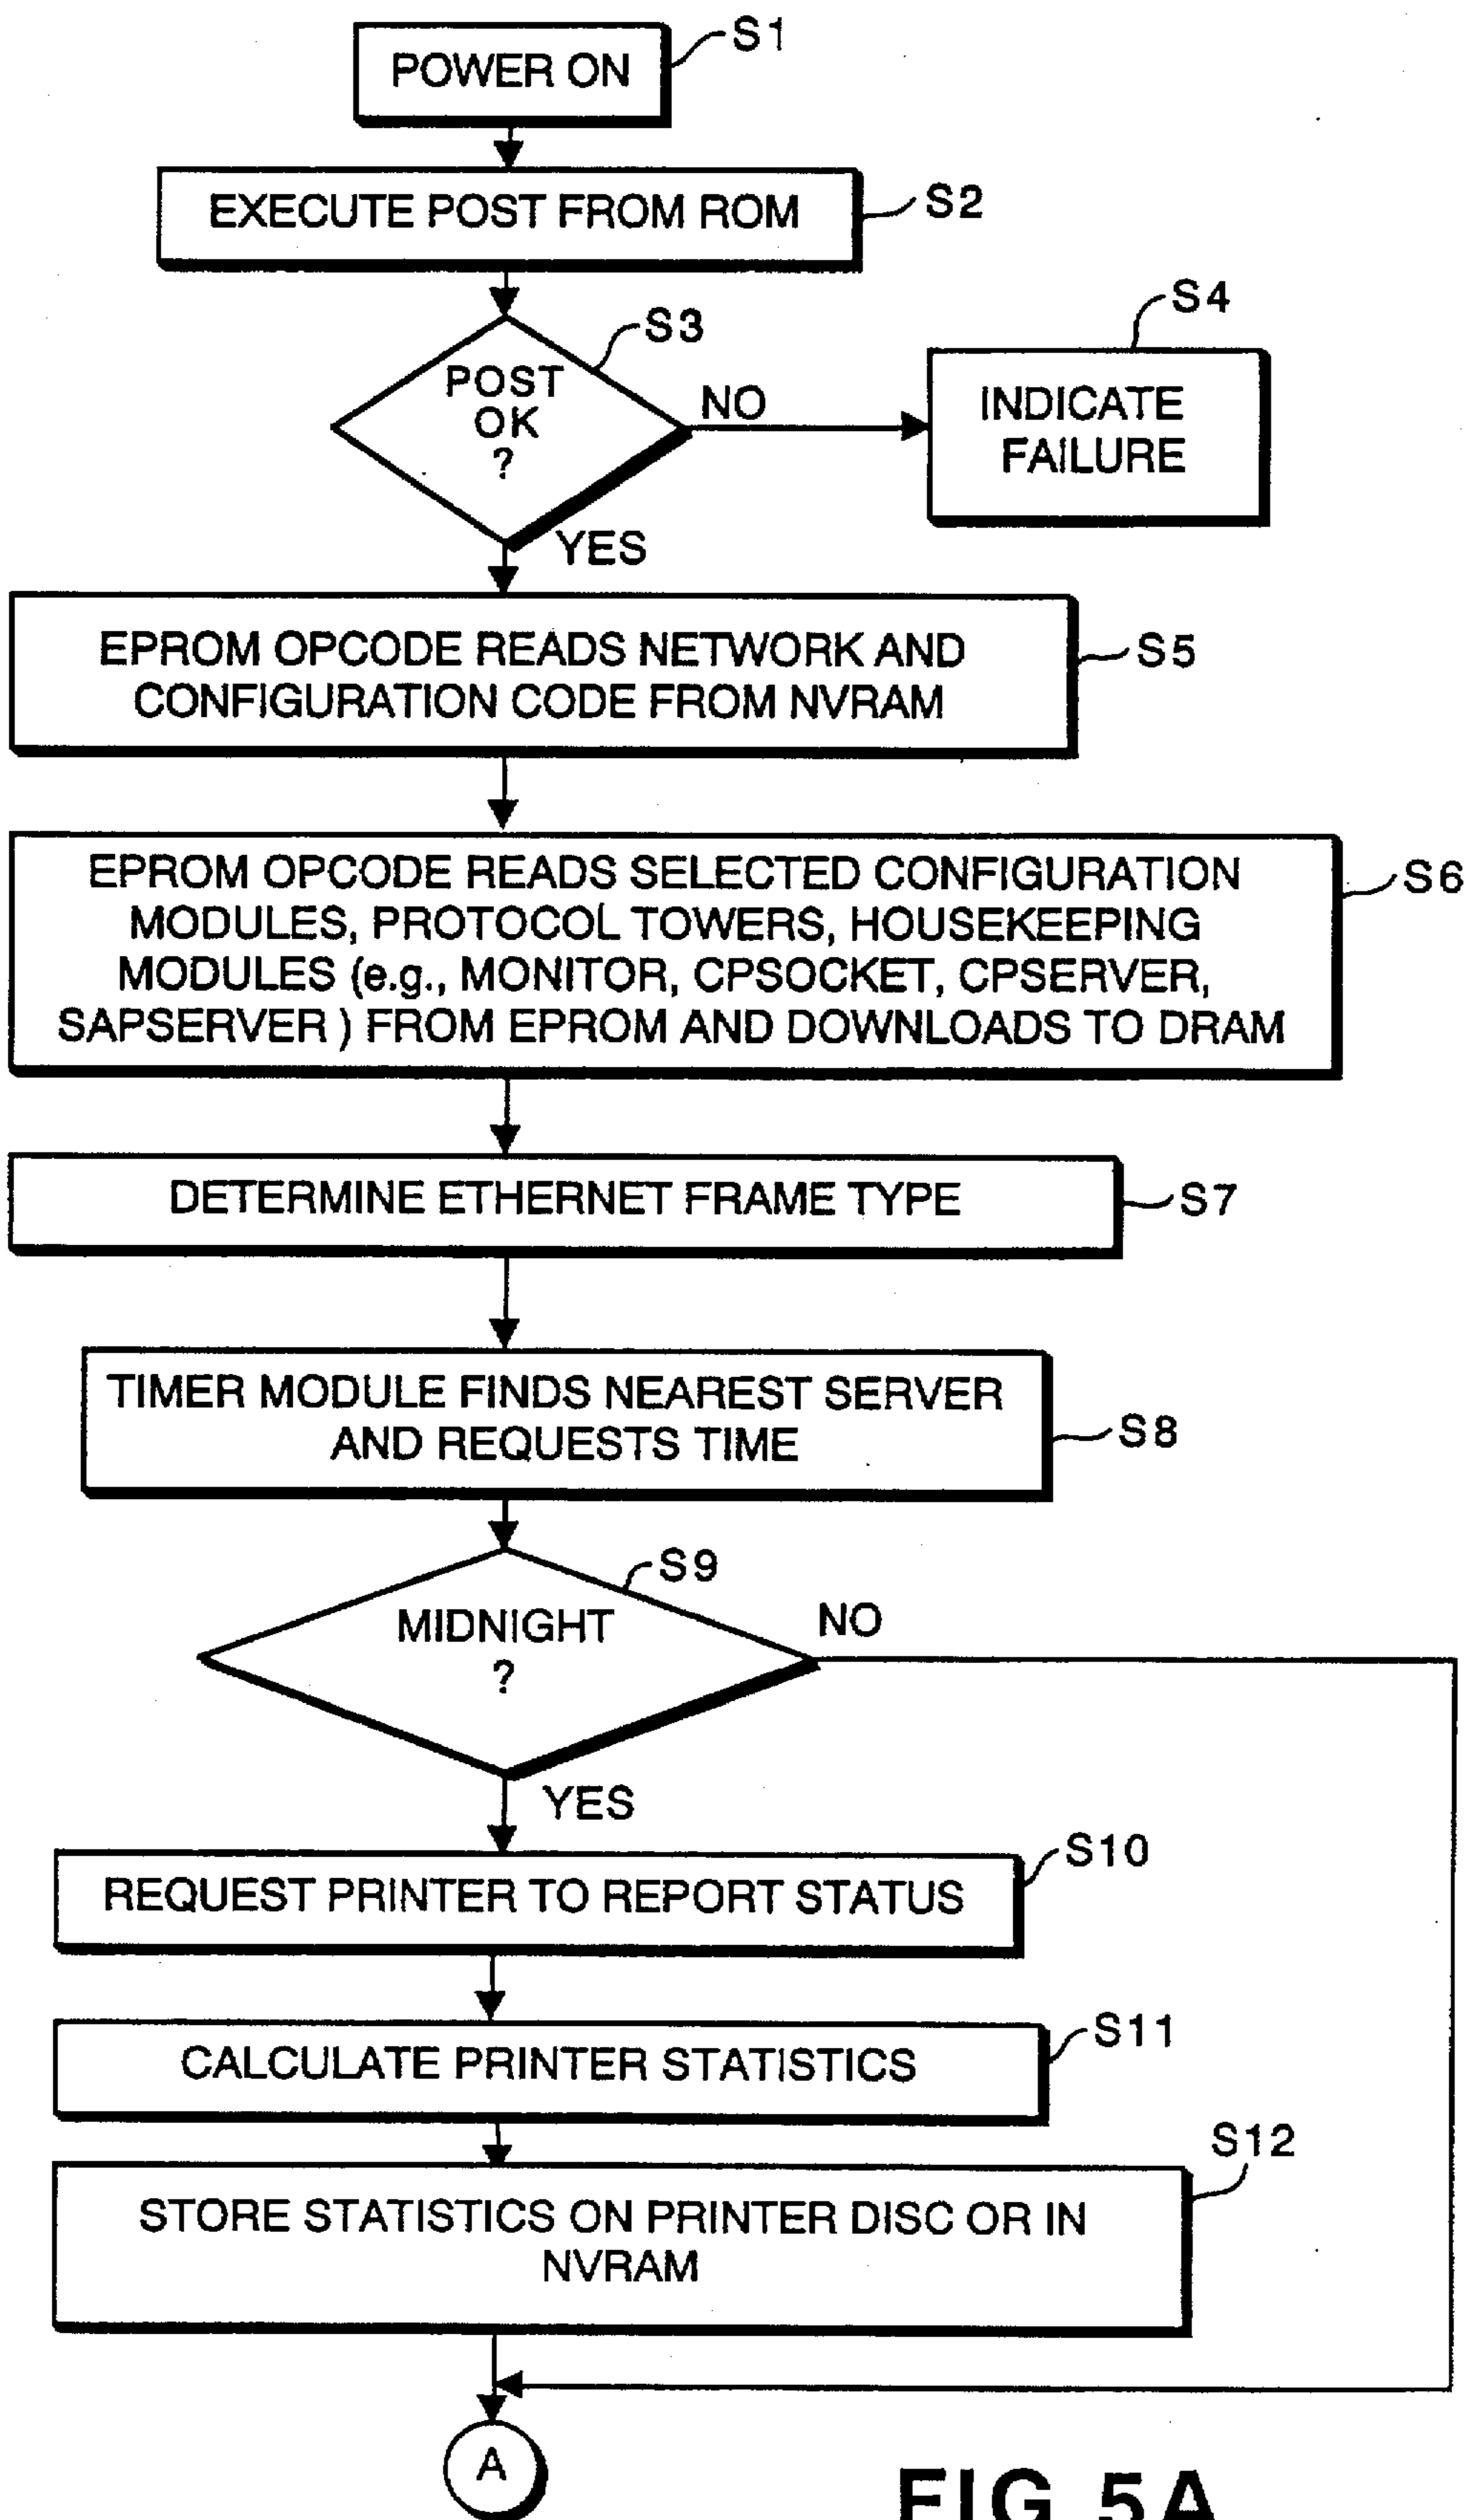 POWER ON
S1
EXECUTE POST FROM ROM
S2
POST
OK
?
S3
NO
INDICATE
FAILURE
S4
YES
EPROM OPCODE READS NETWORK AND
CONFIGURATION CODE FROM NVRAM
S5
EPROM OPCODE READS SELECTED CONFIGURATION
MODULES, PROTOCOL TOWERS, HOUSEKEEPING
MODULES (e.g., MONITOR, CPSOCKET, CPSERVER,
SAPSERVER ) FROM EPROM AND DOWNLOADS TO DRAM
S6
DETERMINE ETHERNET FRAME TYPE
S7
TIMER MODULE FINDS NEAREST SERVER
AND REQUESTS TIME
S8
MIDNIGHT
?
S9
NO
YES
REQUEST PRINTER TO REPORT STATUS
S10
CALCULATE PRINTER STATISTICS
S11
STORE STATISTICS ON PRINTER DISC OR IN
NVRAM
S12
A
FIG 5A